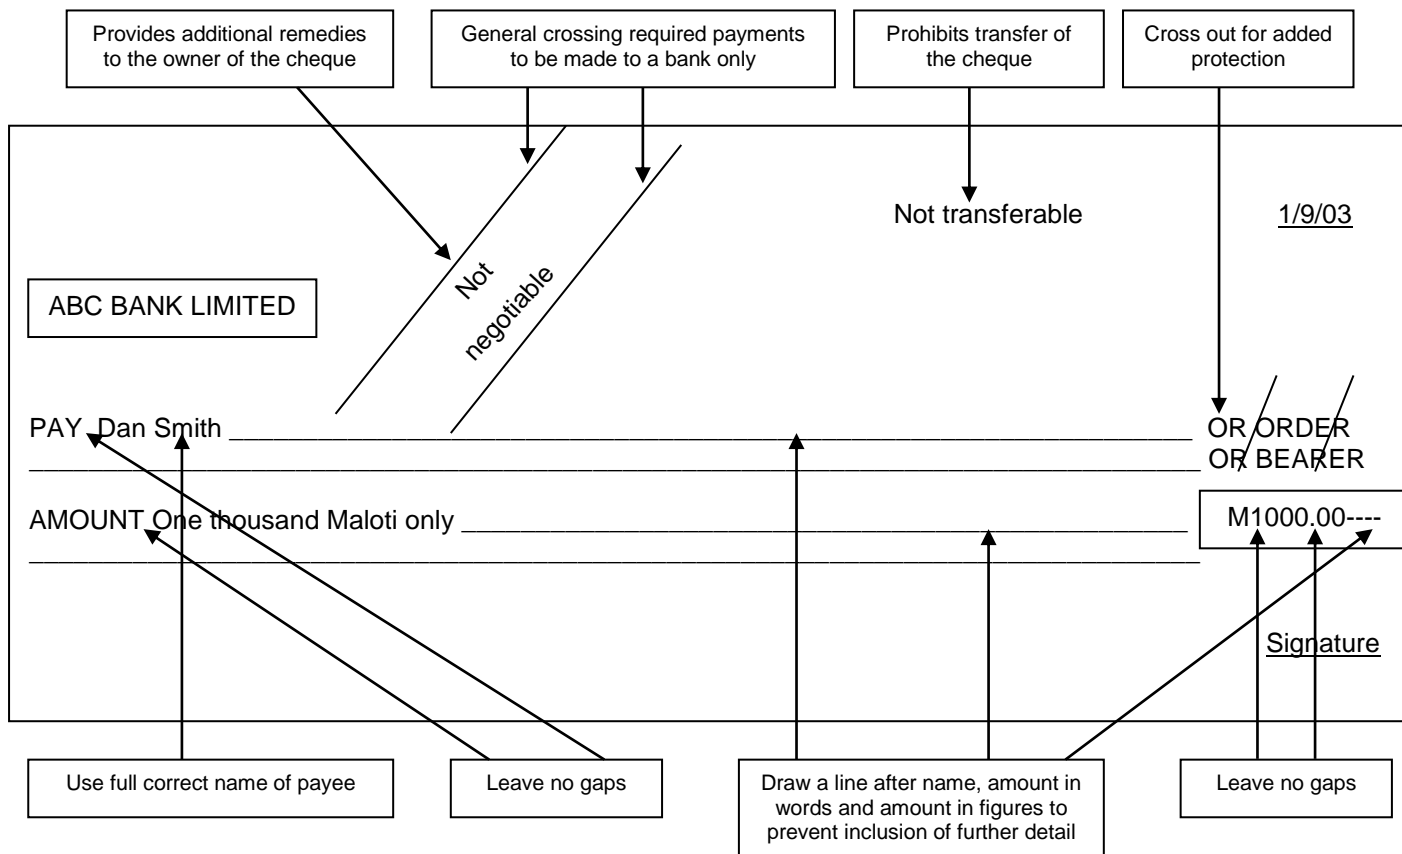 Provides additional remedies
to the owner of the cheque
General crossing required payments
to be made to a bank only
Prohibits transfer of
the cheque
Cross out for added
protection
Not transferable
1/9/03
Not
negotiable
ABC BANK LIMITED
PAY Dan Smith ________________ OR ORDER
________________ OR BEARER
AMOUNT One thousand Maloti only ________________ M1000.00----
Signature
Use full correct name of payee
Leave no gaps
Draw a line after name, amount in
words and amount in figures to
prevent inclusion of further detail
Leave no gaps